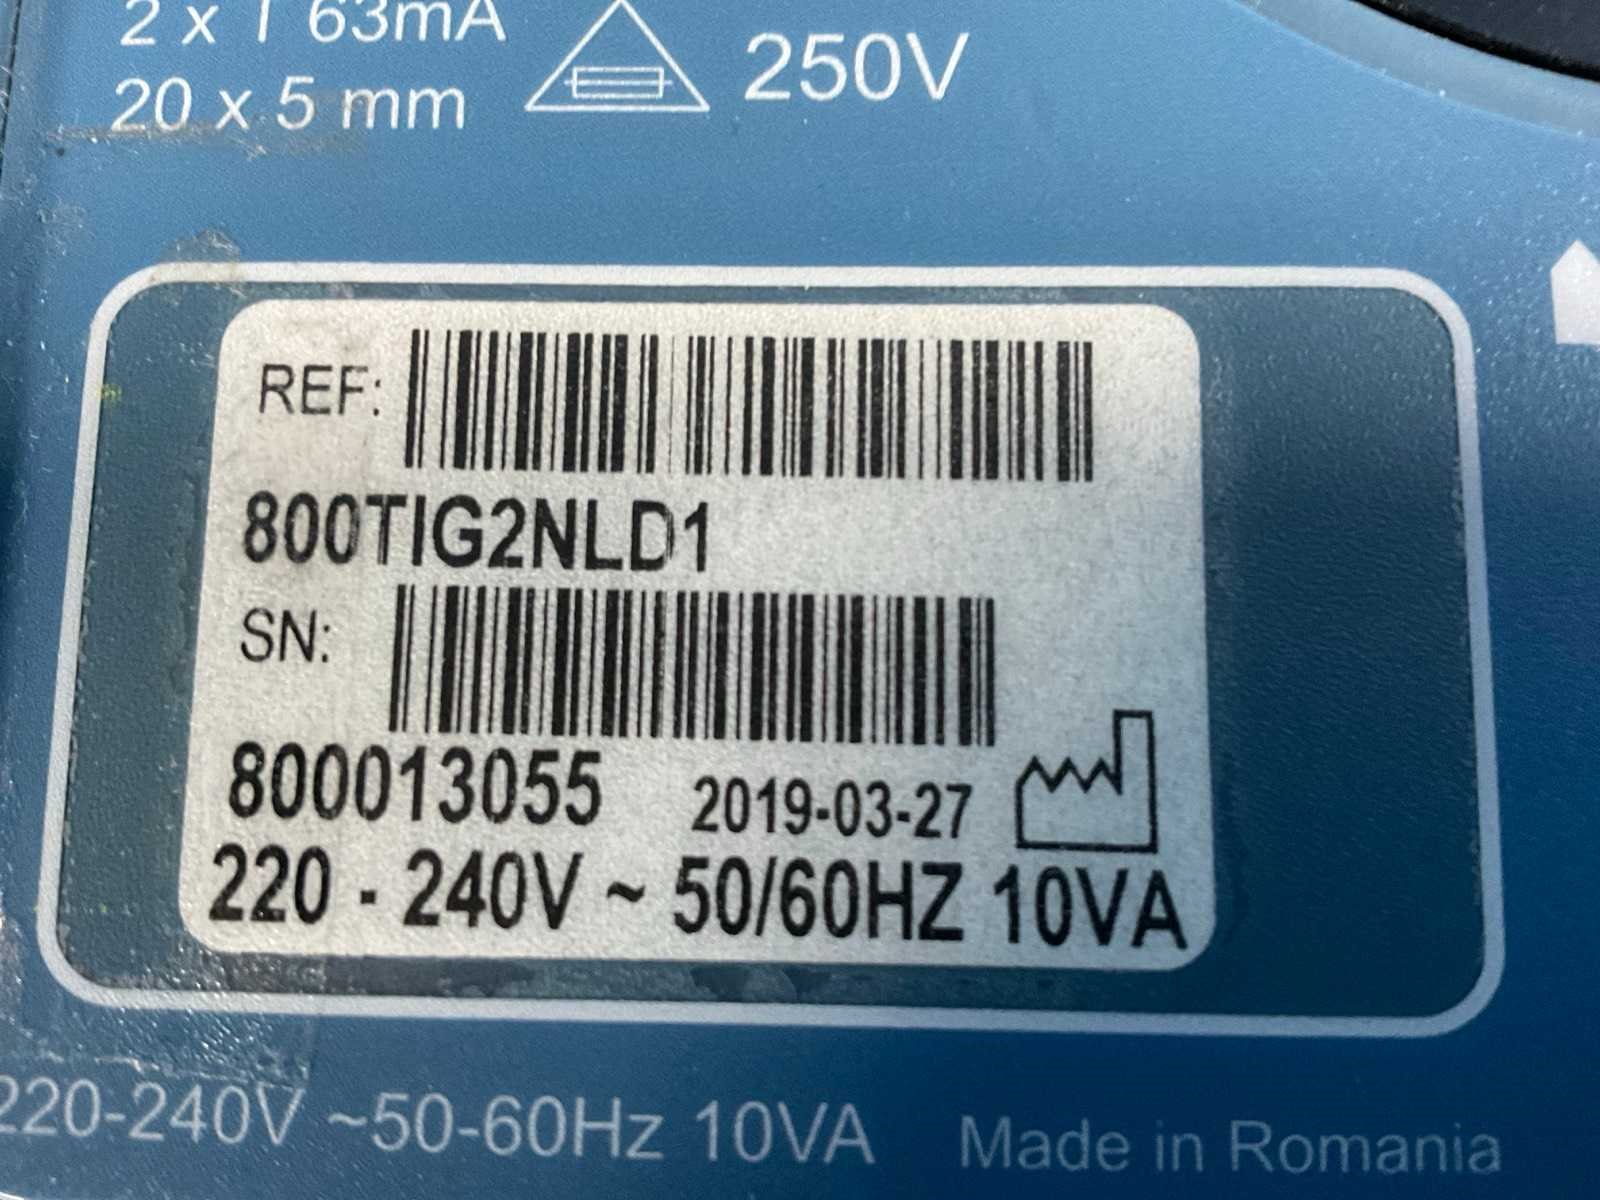 2 x T 63mA
20 x 5 mm
250V
REF:
800TIG2NLD1
SN:
800013055 2019-03-27
220 - 240V ~ 50/60HZ 10VA
220-240V ~50-60Hz 10VA Made in Romania